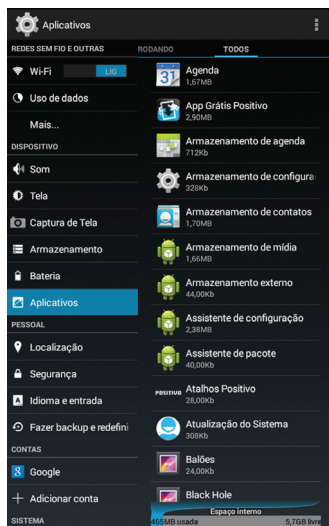 Aplicativos
REDES SEM FIO E OUTRAS
Wi-Fi
LIG
Uso de dados
Mais...
DISPOSITIVO
Som
Tela
Captura de Tela
Armazenamento
Bateria
Aplicativos
PESSOAL
Localização
Segurança
Idioma e entrada
Fazer backup e redefini
CONTAS
Google
Adicionar conta
SISTEMA
RODANDO
TODOS
31
Agenda
1,67MB
App Grátis Positivo
2,90MB
Armazenamento de agenda
712Kb
Armazenamento de configura
328Kb
Armazenamento de contatos
1,70MB
Armazenamento de mídia
1,66MB
Armazenamento externo
44,00Kb
Assistente de configuração
2,38MB
Assistente de pacote
40,00Kb
POSITIVO
Atalhos Positivo
28,00Kb
Atualização do Sistema
308Kb
Balões
24,00Kb
Black Hole
Espaço interno
465MB usada
5,7GB livre